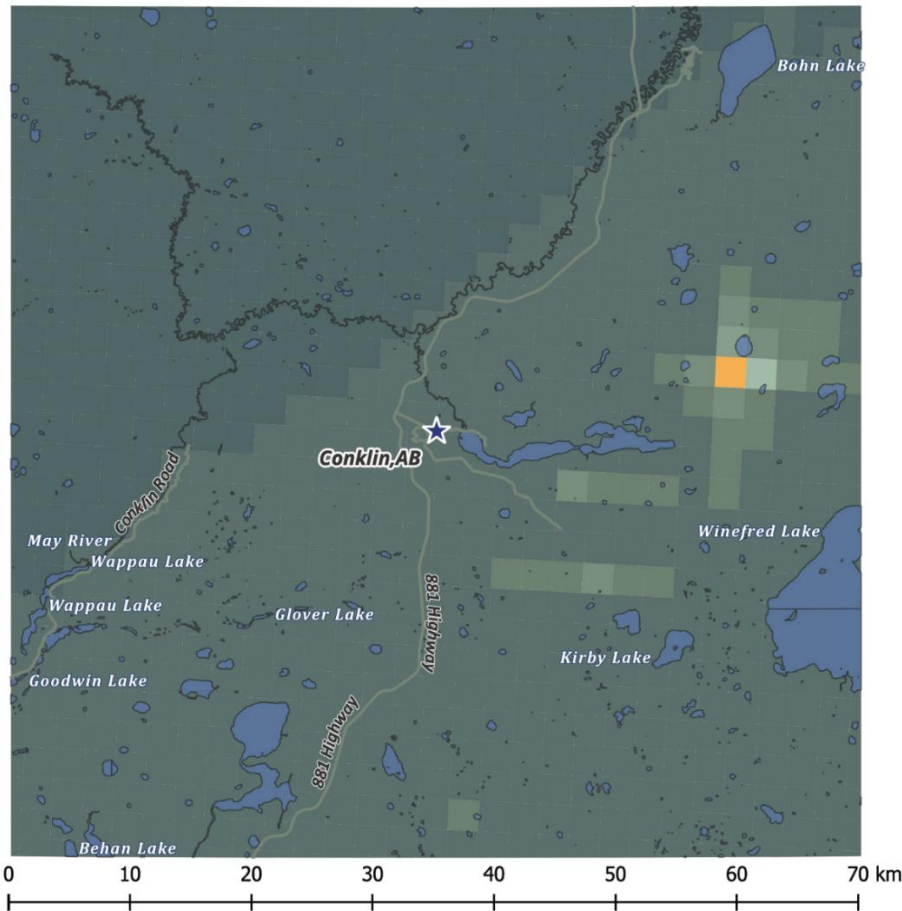 Bohn Lake
Conklin,AB
Conklin Road
May River
Wappau Lake
Winefred Lake
Wappau Lake
Glover Lake
881 Highway
Kirby Lake
Goodwin Lake
881 Highway
Behan Lake
0 10 20 30 40 50 60 70 km